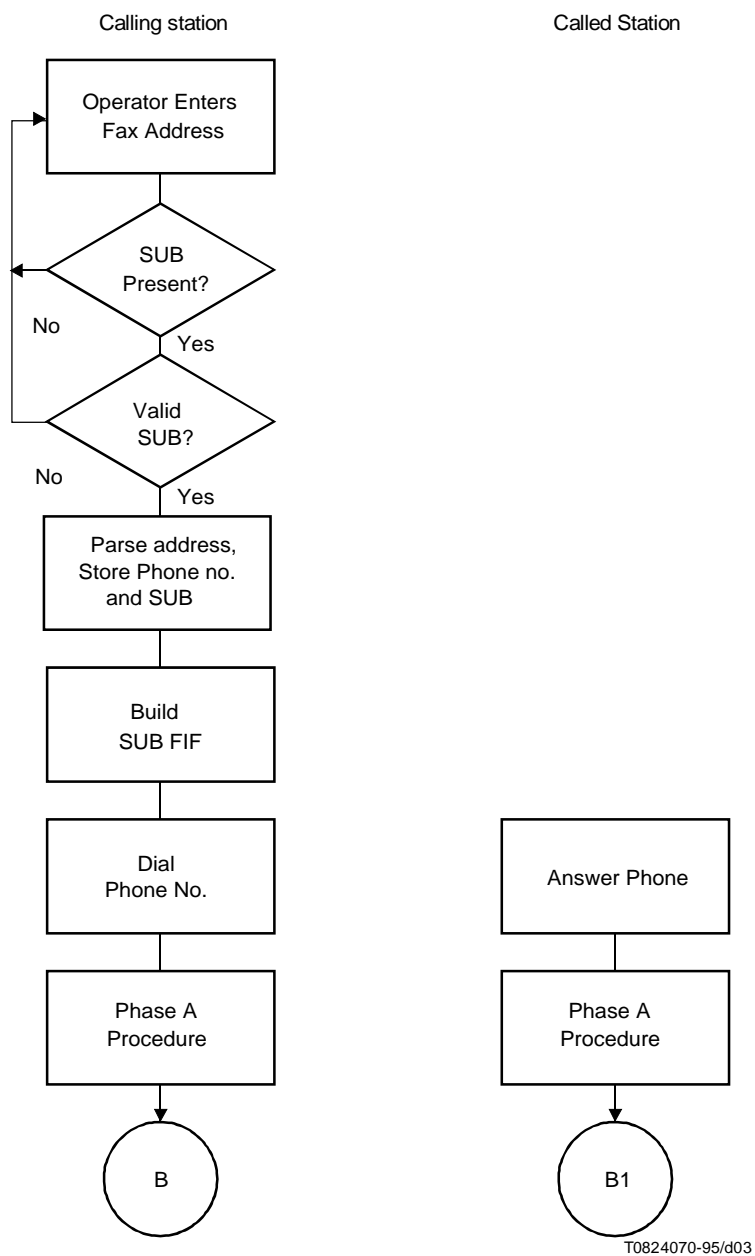 Calling station
Called Station
Operator Enters
Fax Address
SUB
Present?
No
Yes
Valid
SUB?
No
Yes
Parse address,
Store Phone no.
and SUB
Build
SUB FIF
Dial
Phone No.
Answer Phone
Phase A
Procedure
Phase A
Procedure
B
B1
T0824070-95/d03